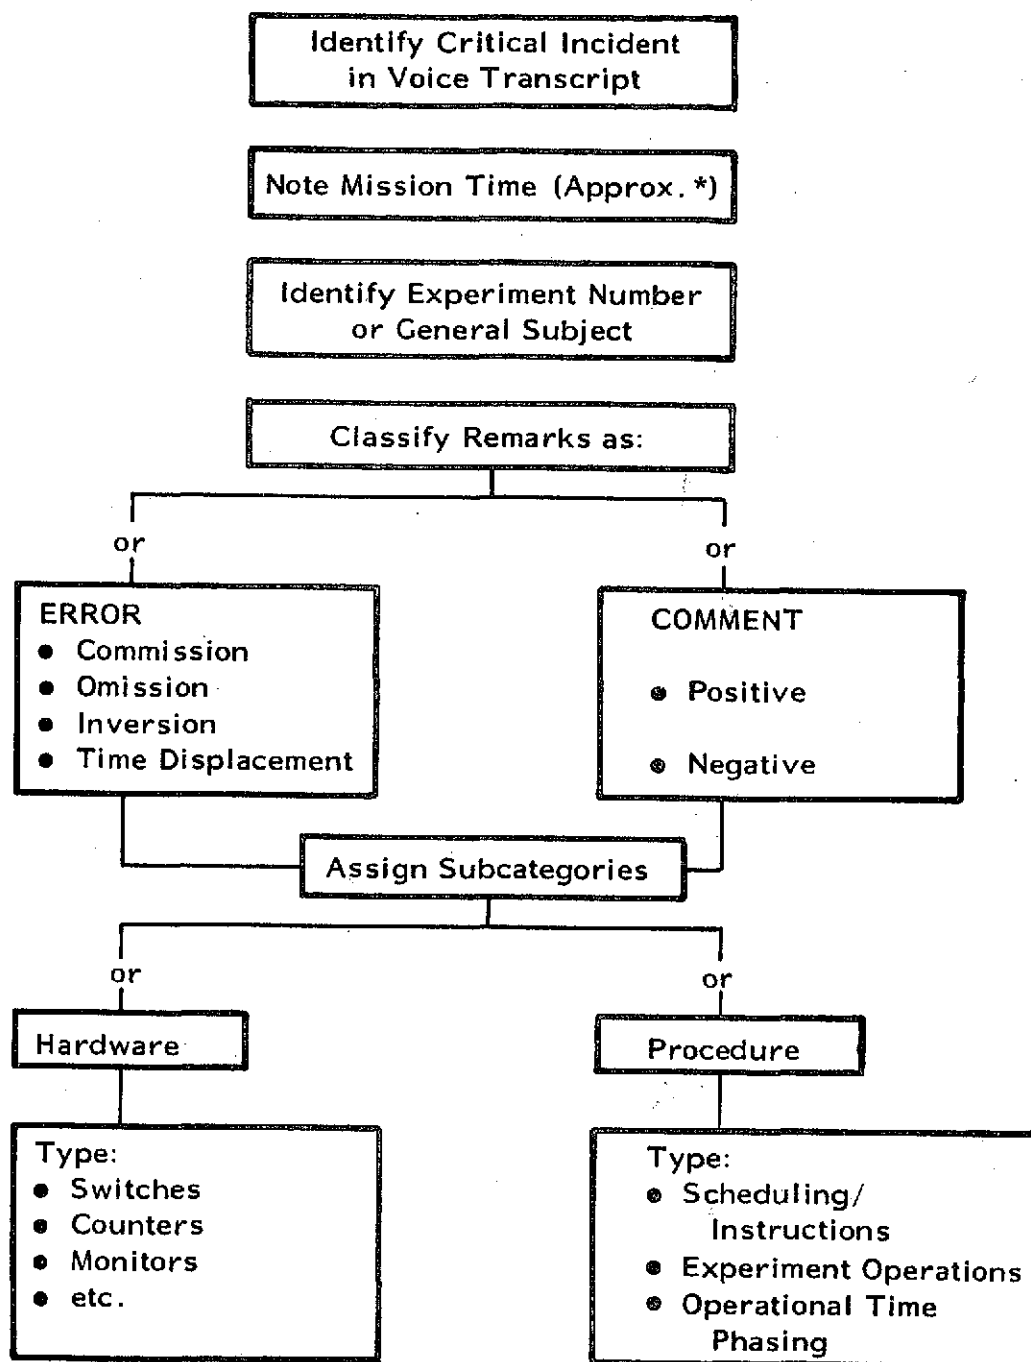 Identify Critical Incident
in Voice Transcript
Note Mission Time (Approx. *)
Identify Experiment Number
or General Subject
Classify Remarks as:
or
or
ERROR
● Commission
● Omission
● Inversion
● Time Displacement
COMMENT
● Positive
● Negative
Assign Subcategories
or
or
Hardware
Procedure
Type:
● Switches
● Counters
● Monitors
● etc.
Type:
● Scheduling/
Instructions
● Experiment Operations
● Operational Time
Phasing